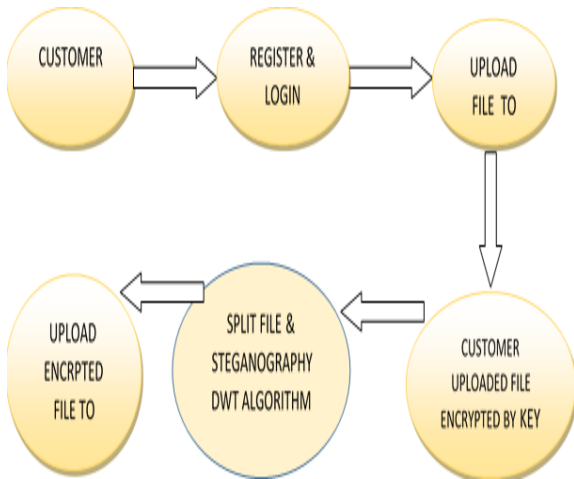 CUSTOMER
REGISTER &
LOGIN
UPLOAD
FILE TO
CUSTOMER
UPLOADED FILE
ENCRYPTED BY KEY
SPLIT FILE &
STEGANOGRAPHY
DWT ALGORITHM
UPLOAD
ENCRPTED
FILE TO